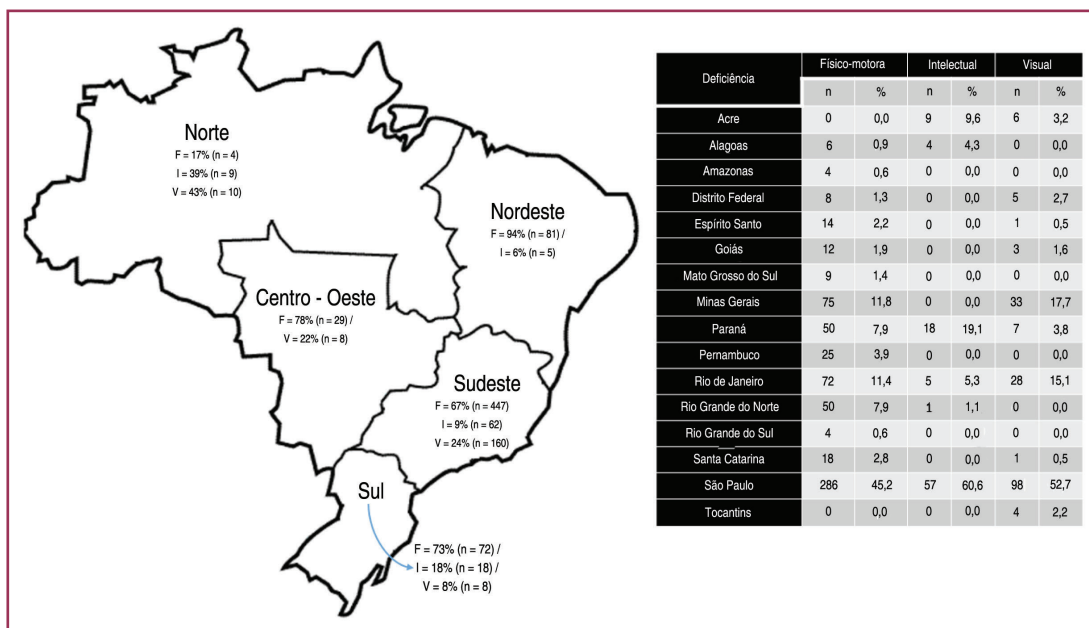 Norte
F = 17% (n = 4)
I = 39% (n = 9)
V = 43% (n = 10)
Nordeste
F = 94% (n = 81) /
I = 6% (n = 5)
Centro - Oeste
F = 78% (n = 29) /
V = 22% (n = 8)
Sudeste
F = 67% (n = 447)
I = 9% (n = 62)
V = 24% (n = 160)
Sul
F = 73% (n = 72) /
I = 18% (n = 18) /
V = 8% (n = 8)
Deficiência Físico-motora Intelectual Visual
n % n % n %
Acre 0 0,0 9 9,6 6 3,2
Alagoas 6 0,9 4 4,3 0 0,0
Amazonas 4 0,6 0 0,0 0 0,0
Distrito Federal 8 1,3 0 0,0 5 2,7
Espírito Santo 14 2,2 0 0,0 1 0,5
Goiás 12 1,9 0 0,0 3 1,6
Mato Grosso do Sul 9 1,4 0 0,0 0 0,0
Minas Gerais 75 11,8 0 0,0 33 17,7
Paraná 50 7,9 18 19,1 7 3,8
Pernambuco 25 3,9 0 0,0 0 0,0
Rio de Janeiro 72 11,4 5 5,3 28 15,1
Rio Grande do Norte 50 7,9 1 1,1 0 0,0
Rio Grande do Sul 4 0,6 0 0,0 0 0,0
Santa Catarina 18 2,8 0 0,0 1 0,5
São Paulo 286 45,2 57 60,6 98 52,7
Tocantins 0 0,0 0 0,0 4 2,2